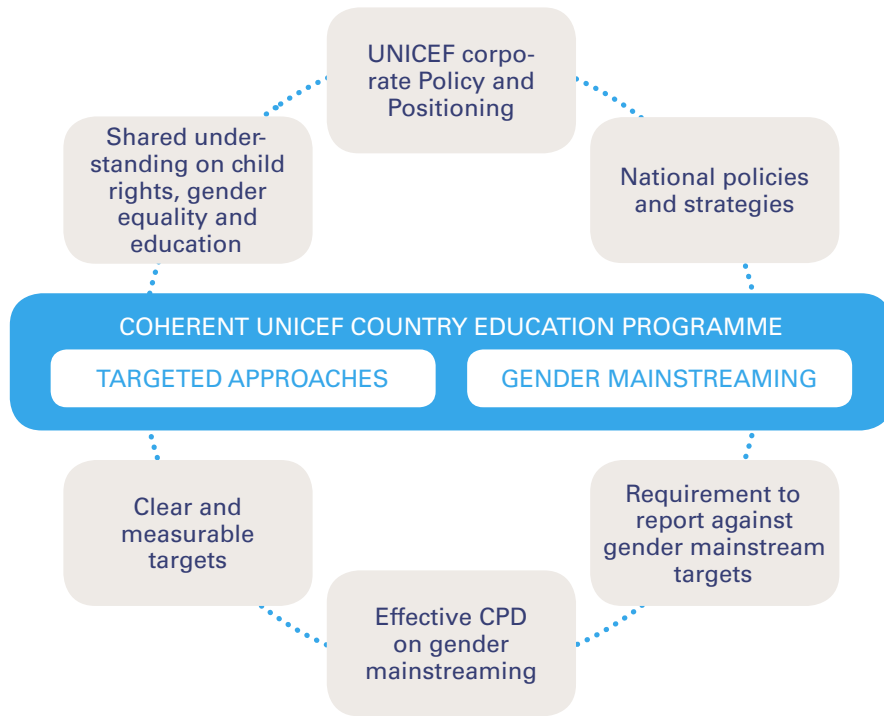 UNICEF corpo-
rate Policy and
Positioning
Shared under-
standing on child
rights, gender
equality and
education
National policies
and strategies
COHERENT UNICEF COUNTRY EDUCATION PROGRAMME
TARGETED APPROACHES
GENDER MAINSTREAMING
Clear and
measurable
targets
Requirement to
report against
gender mainstream
targets
Effective CPD
on gender
mainstreaming